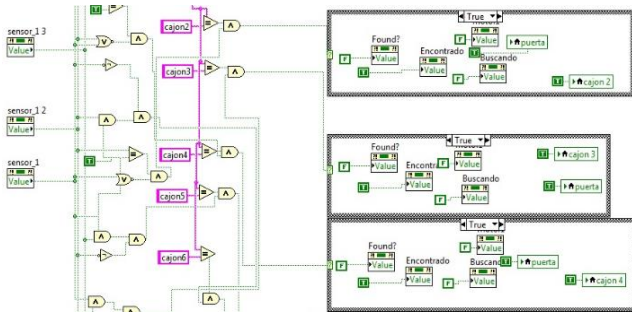 sensor_1 3
Value
sensor_1 2
Value
sensor_1
Value
T
T
V
V
cajon2
cajon3
cajon4
cajon5
cajon6
True
Found?
F
Value
F
Value
T
puerta
Encontrado
T
Value
Buscando
Value
T
cajon 2
True
Found?
F
Value
Value
T
cajon 3
T
Value
Buscando
F
Value
T
puerta
True
Found?
F
Value
Value
T
puerta
Encontrado
T
Value
F
Value
T
cajon 4